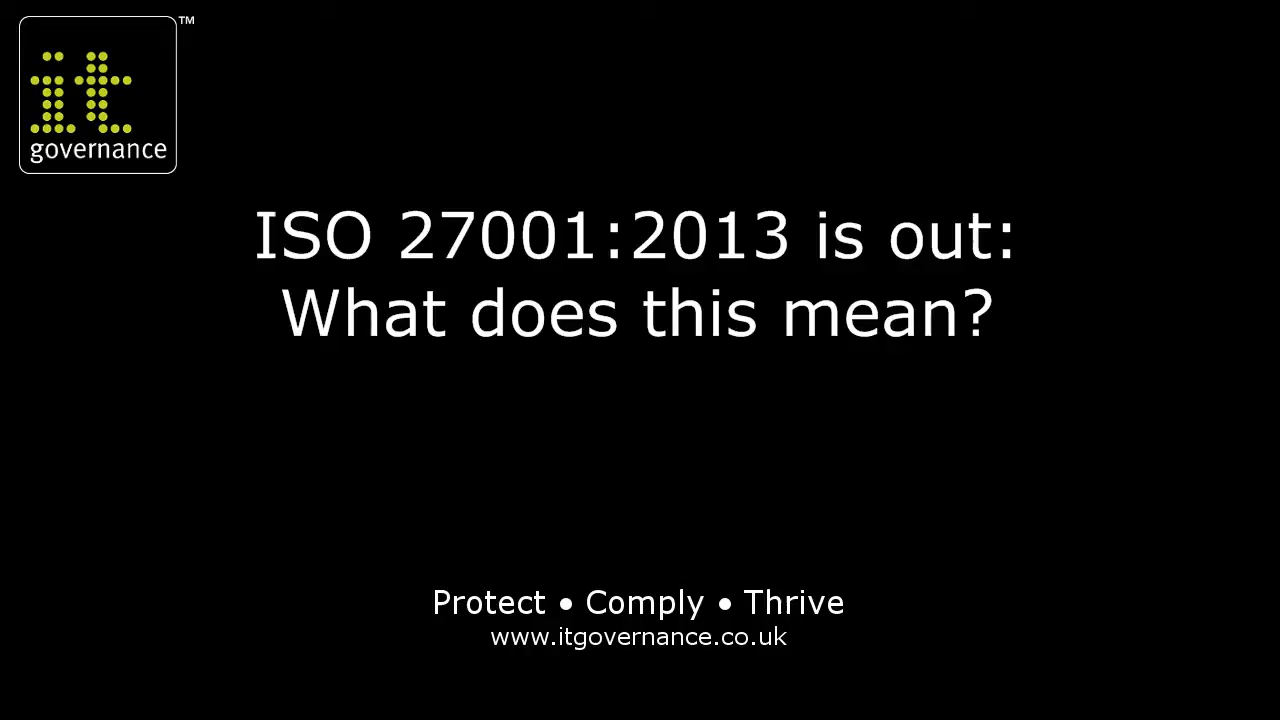 it
governance
™
ISO 27001:2013 is out:
What does this mean?
Protect • Comply • Thrive
www.itgovernance.co.uk